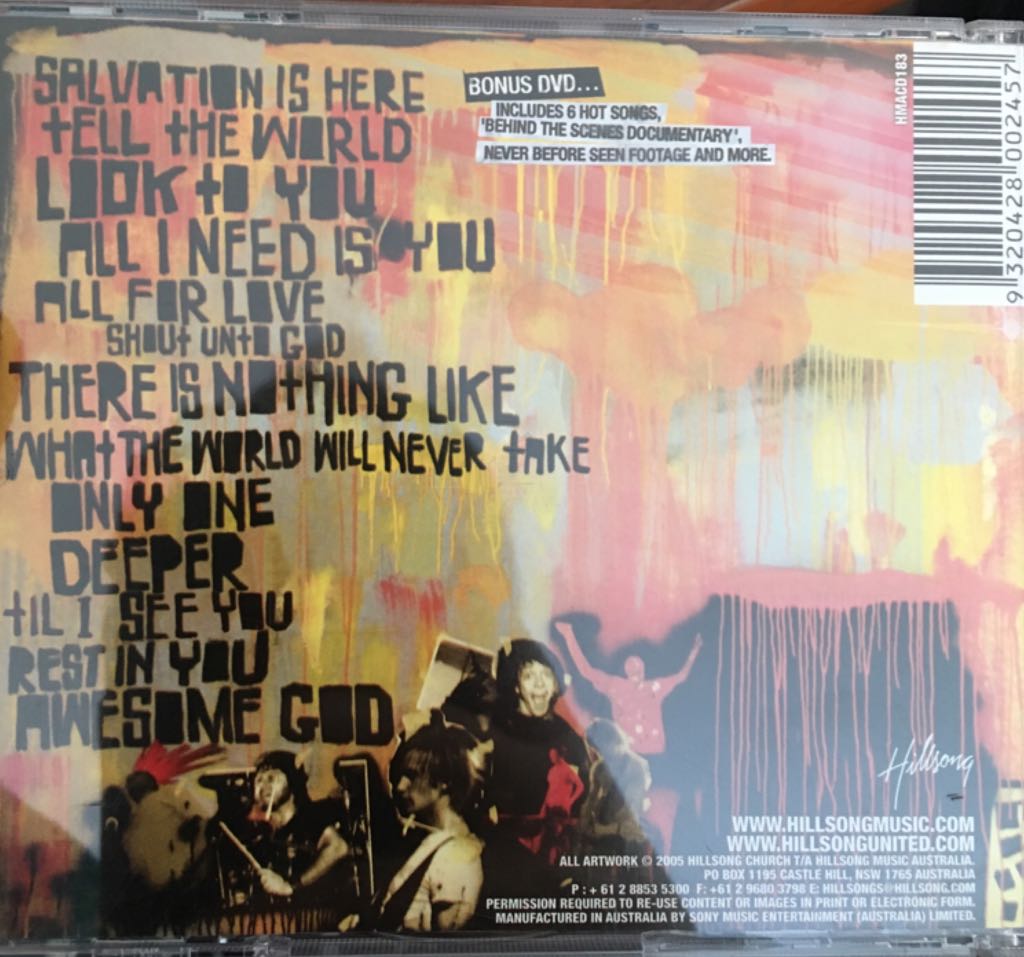 SALVATION IS HERE
tELL tHE WORLD
LOOK tO YOU
ALL I NEED IS YOU
ALL FOR LOVE
SHOUt UNtO GOD
THERE IS NOtHING LIKE
WHAt THE WORLD WILL NEVER tAKE
ONLY ONE
DEEPER
tIL I SEE YOU
REST IN YOU
AWESOME GOD
BONUS DVD...
INCLUDES 6 HOT SONGS,
'BEHIND THE SCENES DOCUMENTARY',
NEVER BEFORE SEEN FOOTAGE AND MORE.
HMACD183
9 320428 002457
Hillsong
WWW.HILLSONGMUSIC.COM
WWW.HILLSONGUNITED.COM
ALL ARTWORK © 2005 HILLSONG CHURCH T/A HILLSONG MUSIC AUSTRALIA.
PO BOX 1195 CASTLE HILL, NSW 1765 AUSTRALIA
P : + 61 2 8853 5300 F: +61 2 9680 3798 E: HILLSONGS@HILLSONG.COM
PERMISSION REQUIRED TO RE-USE CONTENT OR IMAGES IN PRINT OR ELECTRONIC FORM.
MANUFACTURED IN AUSTRALIA BY SONY MUSIC ENTERTAINMENT (AUSTRALIA) LIMITED.